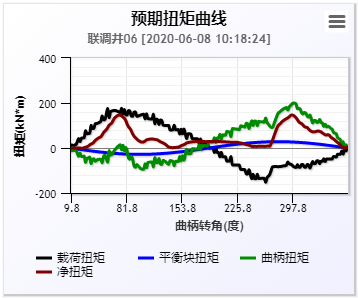 预期扭矩曲线
联调井06 [2020-06-08 10:18:24]
扭矩(kN*m)
400
200
0
-200
9.8 81.8 153.8 225.8 297.8
曲柄转角(度)
载荷扭矩 平衡块扭矩 曲柄扭矩
净扭矩